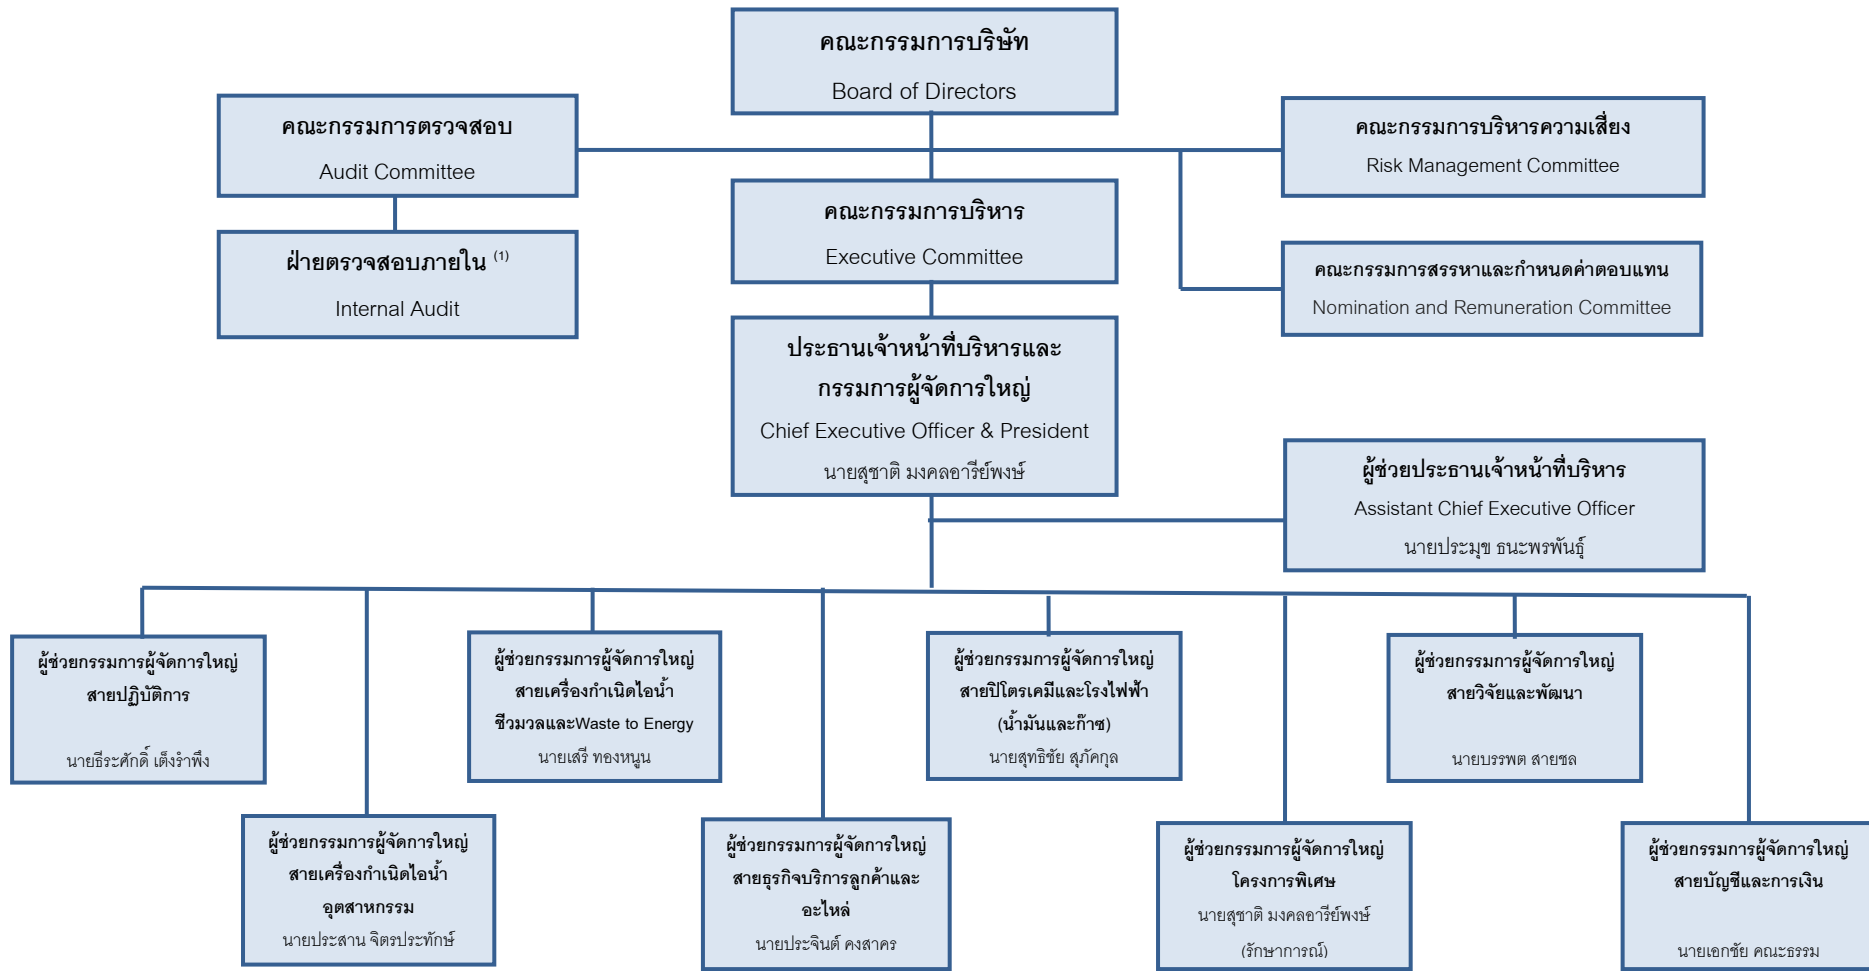 คณะกรรมการบริษัท
Board of Directors
คณะกรรมการตรวจสอบ
Audit Committee
คณะกรรมการบริหารความเสี่ยง
Risk Management Committee
คณะกรรมการบริหาร
Executive Committee
ฝ่ายตรวจสอบภายใน (1)
Internal Audit
คณะกรรมการสรรหาและกำหนดค่าตอบแทน
Nomination and Remuneration Committee
ประธานเจ้าหน้าที่บริหารและ
กรรมการผู้จัดการใหญ่
Chief Executive Officer & President
นายสุชาติ มงคลอารีย์พงษ์
ผู้ช่วยประธานเจ้าหน้าที่บริหาร
Assistant Chief Executive Officer
นายประมุข ธนะพรพันธุ์
ผู้ช่วยกรรมการผู้จัดการใหญ่
สายปฏิบัติการ
นายธีระศักดิ์ เต็งรำพึง
ผู้ช่วยกรรมการผู้จัดการใหญ่
สายเครื่องกำเนิดไอน้ำ
ชีวมวลและWaste to Energy
นายเสรี ทองหนูน
ผู้ช่วยกรรมการผู้จัดการใหญ่
สายปิโตรเคมีและโรงไฟฟ้า
(น้ำมันและก๊าซ)
นายสุทธิชัย สุภัคกุล
ผู้ช่วยกรรมการผู้จัดการใหญ่
สายวิจัยและพัฒนา
นายบรรพต สายชล
ผู้ช่วยกรรมการผู้จัดการใหญ่
สายเครื่องกำเนิดไอน้ำ
อุตสาหกรรม
นายประสาน จิตรประทักษ์
ผู้ช่วยกรรมการผู้จัดการใหญ่
สายธุรกิจบริการลูกค้าและ
อะไหล่
นายประจินต์ คงสาคร
ผู้ช่วยกรรมการผู้จัดการใหญ่
โครงการพิเศษ
นายสุชาติ มงคลอารีย์พงษ์
(รักษาการณ์)
ผู้ช่วยกรรมการผู้จัดการใหญ่
สายบัญชีและการเงิน
นายเอกชัย คณะธรรม